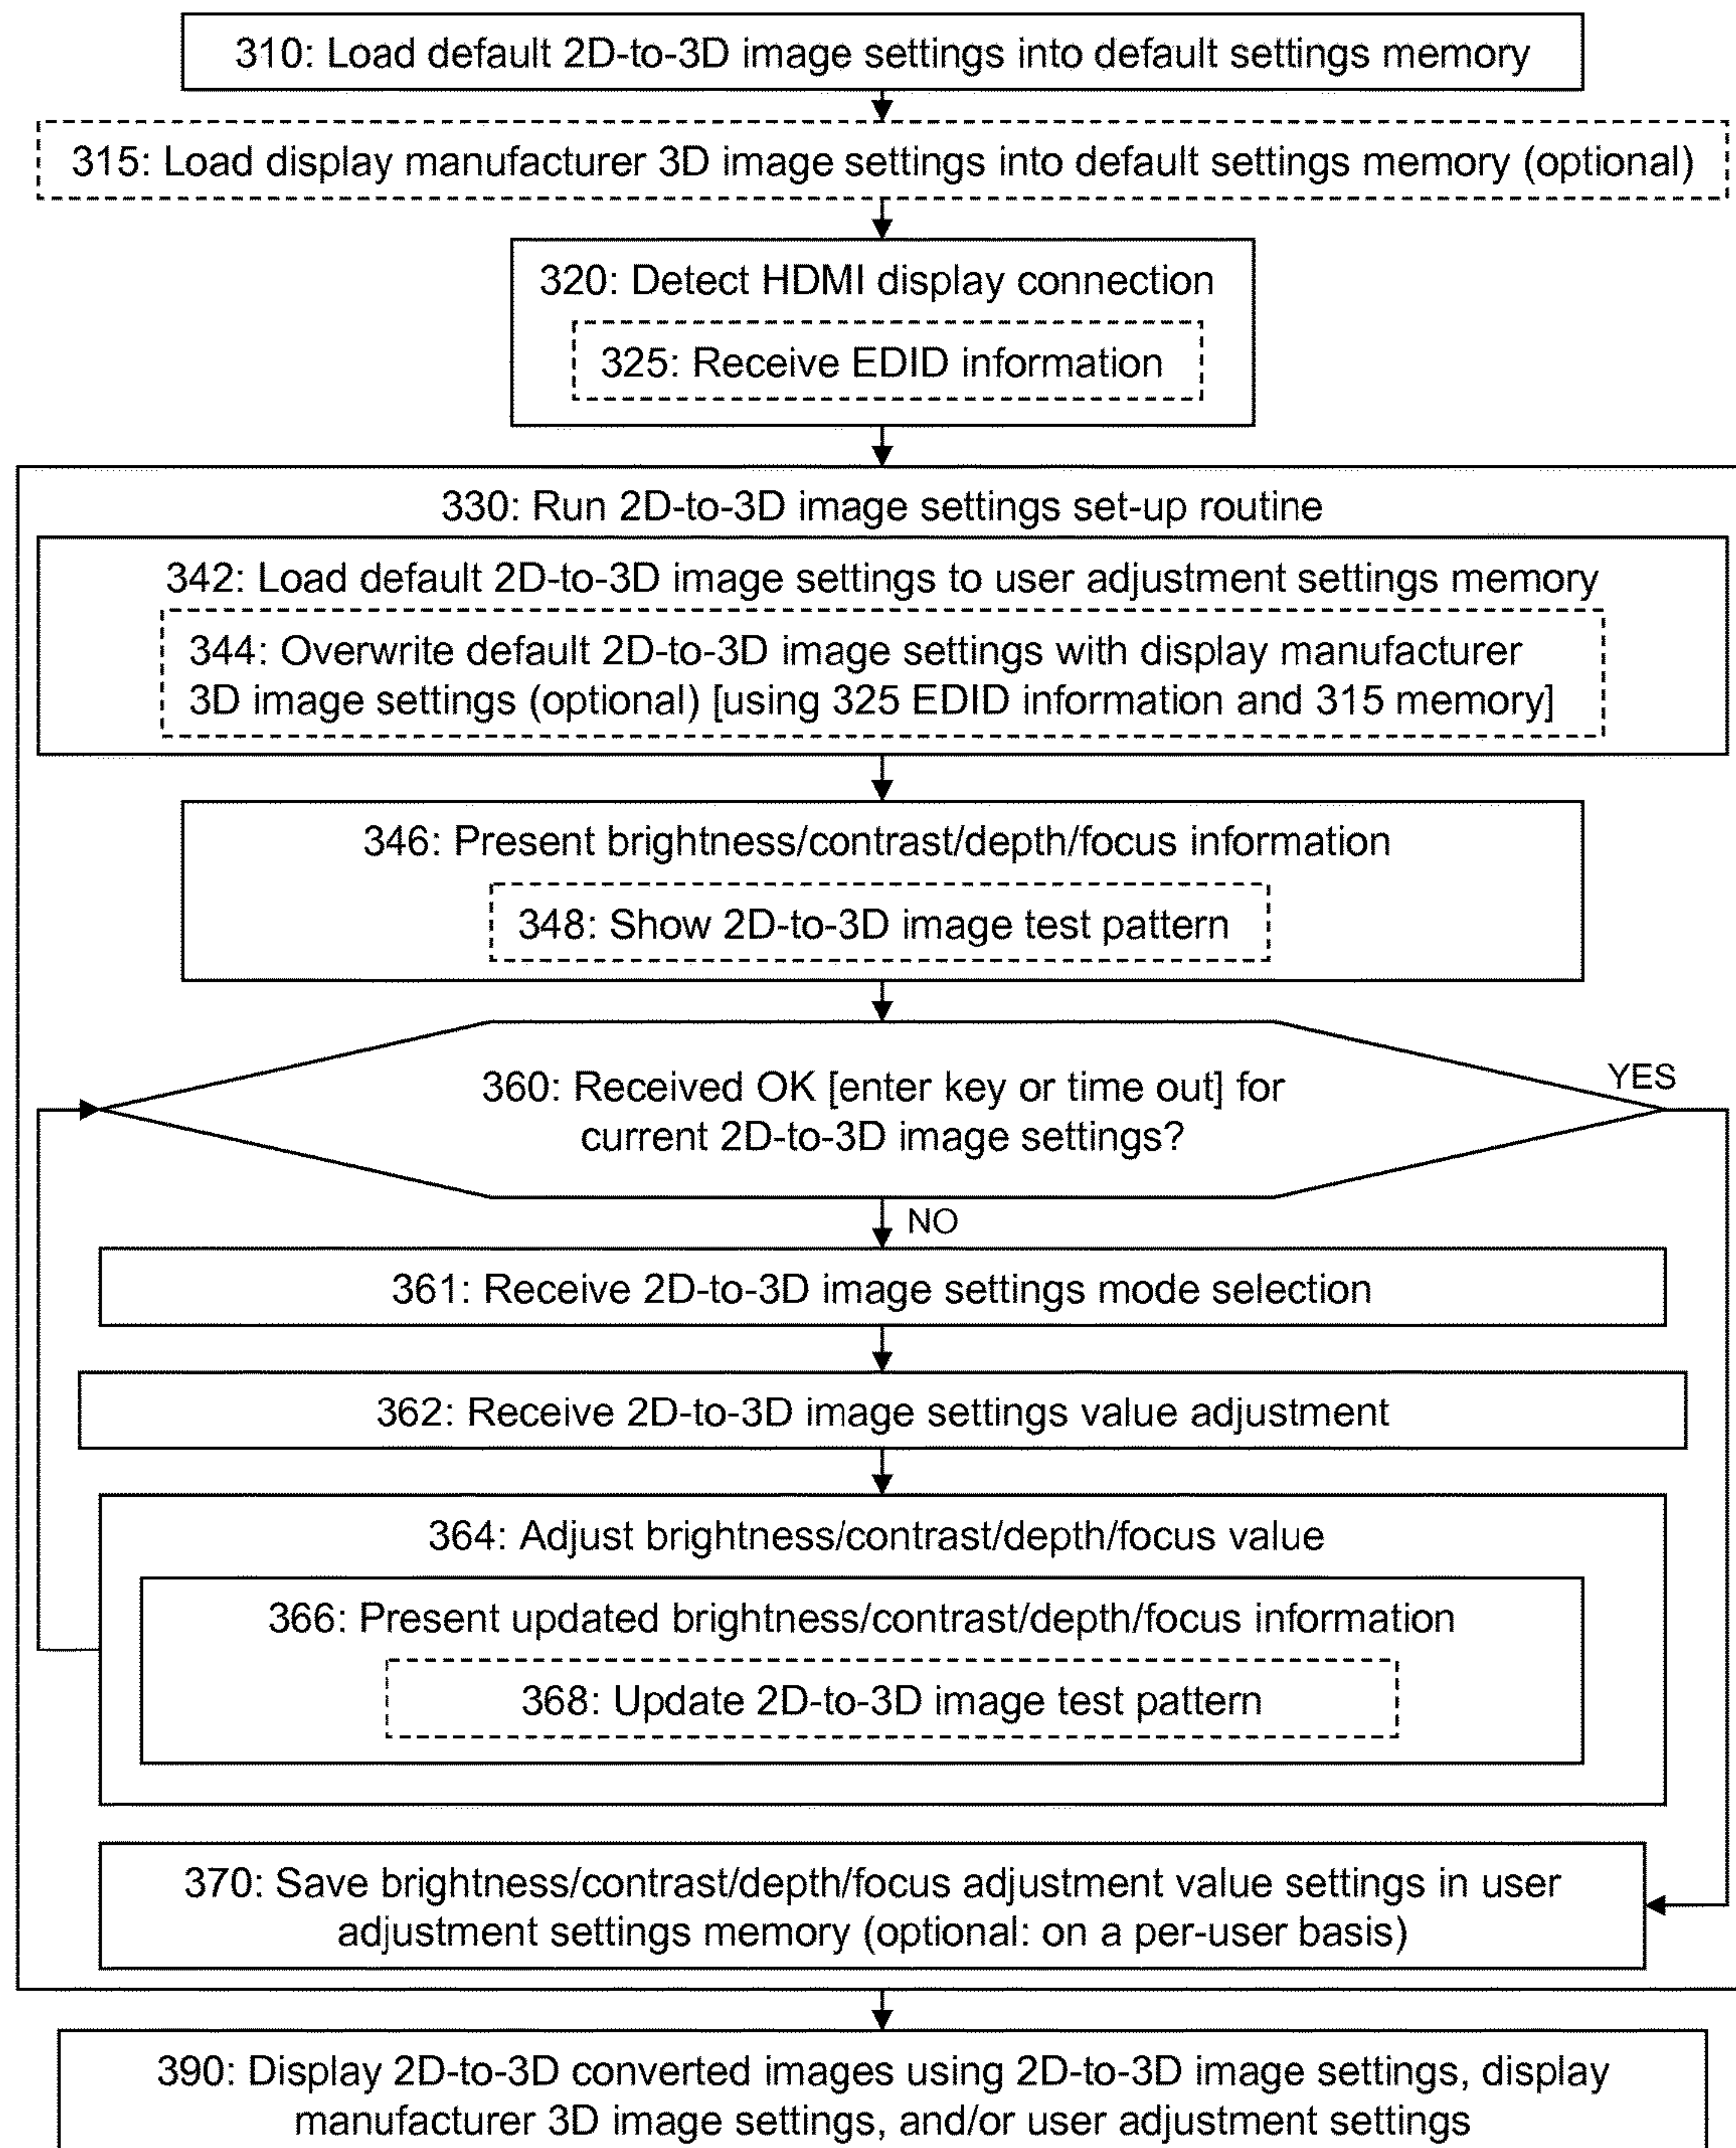 310: Load default 2D-to-3D image settings into default settings memory
315: Load display manufacturer 3D image settings into default settings memory (optional)
320: Detect HDMI display connection
325: Receive EDID information
330: Run 2D-to-3D image settings set-up routine
342: Load default 2D-to-3D image settings to user adjustment settings memory
344: Overwrite default 2D-to-3D image settings with display manufacturer
3D image settings (optional) [using 325 EDID information and 315 memory]
346: Present brightness/contrast/depth/focus information
348: Show 2D-to-3D image test pattern
360: Received OK [enter key or time out] for
current 2D-to-3D image settings?
YES
NO
361: Receive 2D-to-3D image settings mode selection
362: Receive 2D-to-3D image settings value adjustment
364: Adjust brightness/contrast/depth/focus value
366: Present updated brightness/contrast/depth/focus information
368: Update 2D-to-3D image test pattern
370: Save brightness/contrast/depth/focus adjustment value settings in user
adjustment settings memory (optional: on a per-user basis)
390: Display 2D-to-3D converted images using 2D-to-3D image settings, display
manufacturer 3D image settings, and/or user adjustment settings